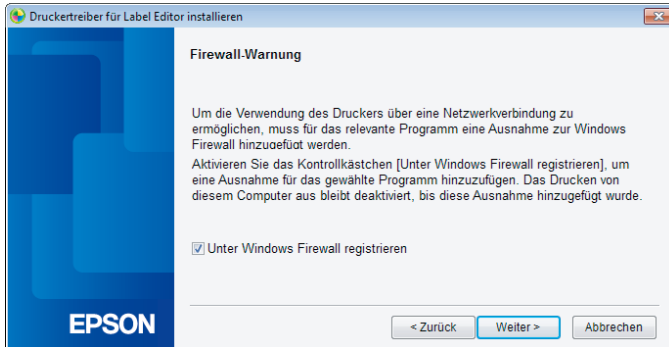 Druckertreiber für Label Editor installieren
Firewall-Warnung
Um die Verwendung des Druckers über eine Netzwerkverbindung zu
ermöglichen, muss für das relevante Programm eine Ausnahme zur Windows
Firewall hinzugefügt werden.
Aktivieren Sie das Kontrollkästchen [Unter Windows Firewall registrieren], um
eine Ausnahme für das gewählte Programm hinzuzufügen. Das Drucken von
diesem Computer aus bleibt deaktiviert, bis diese Ausnahme hinzugefügt wurde.
Unter Windows Firewall registrieren
EPSON
< Zurück Weiter > Abbrechen